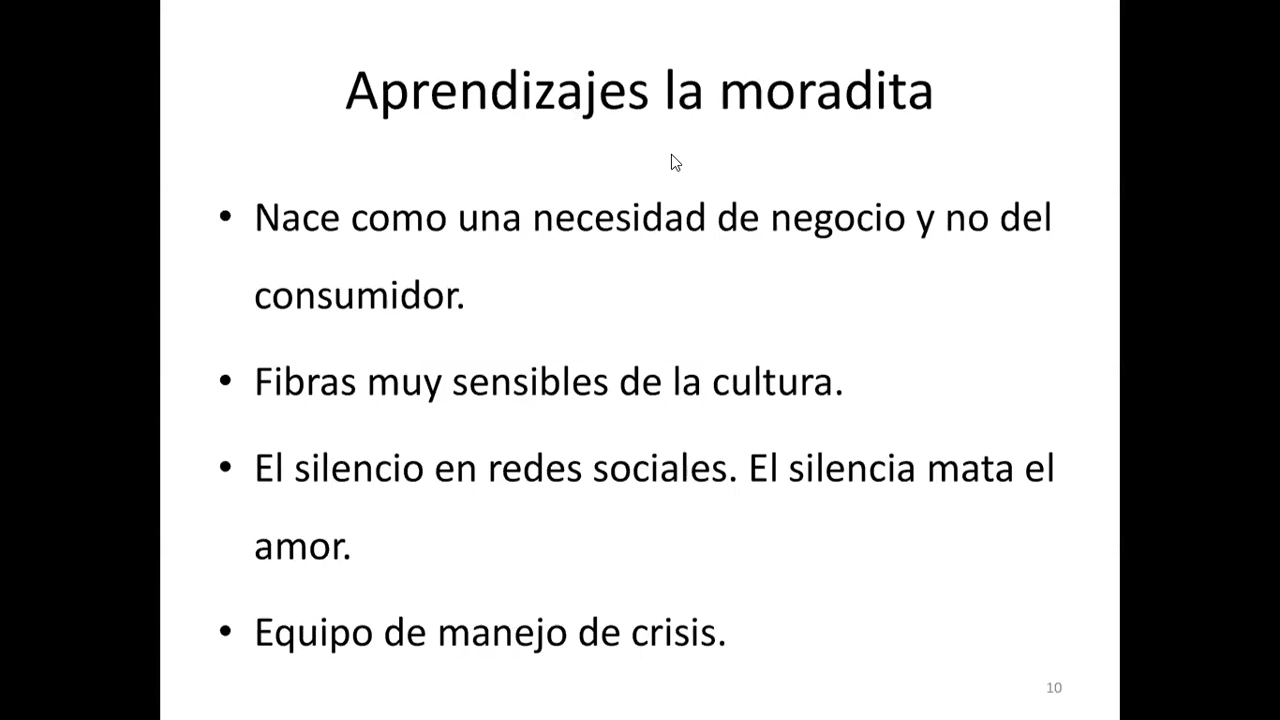 Aprendizajes la moradita
• Nace como una necesidad de negocio y no del
consumidor.
• Fibras muy sensibles de la cultura.
• El silencio en redes sociales. El silencia mata el
amor.
• Equipo de manejo de crisis.
10